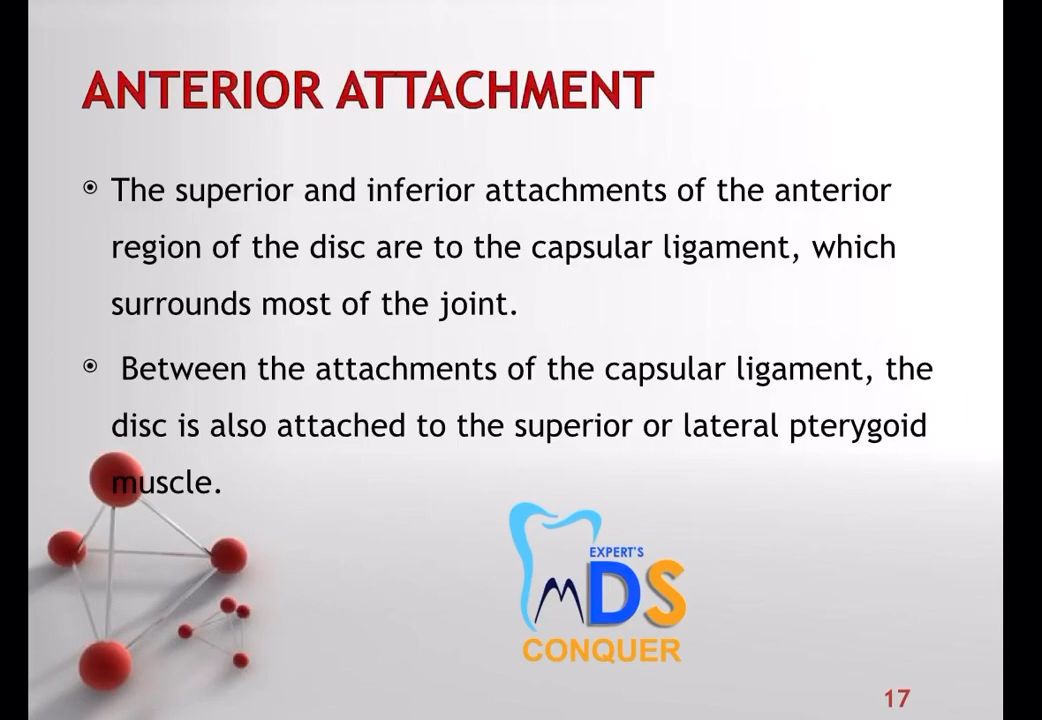 ANTERIOR ATTACHMENT
The superior and inferior attachments of the anterior
region of the disc are to the capsular ligament, which
surrounds most of the joint.
Between the attachments of the capsular ligament, the
disc is also attached to the superior or lateral pterygoid
muscle.
EXPERT'S
MDS
CONQUER
17